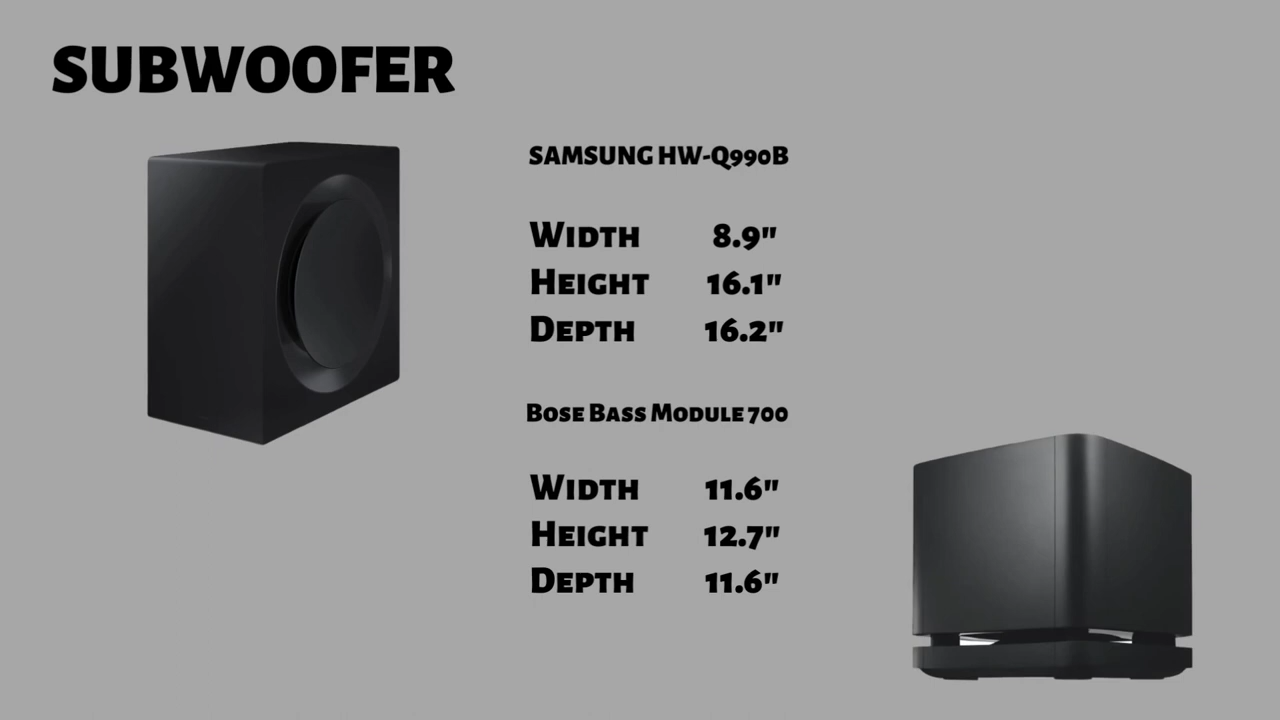 SUBWOOFER
SAMSUNG HW-Q990B
WIDTH 8.9"
HEIGHT 16.1"
DEPTH 16.2"
BOSE BASS MODULE 700
WIDTH 11.6"
HEIGHT 12.7"
DEPTH 11.6"